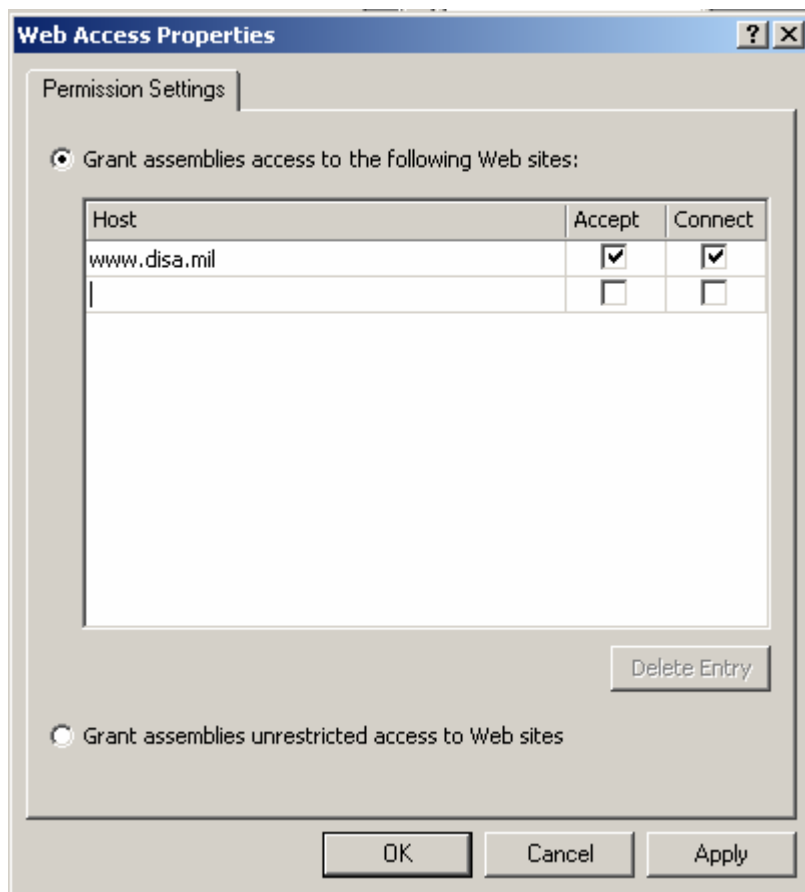 Web Access Properties
Permission Settings
Grant assemblies access to the following Web sites:
Host Accept Connect
www.disa.mil
Delete Entry
Grant assemblies unrestricted access to Web sites
OK Cancel Apply